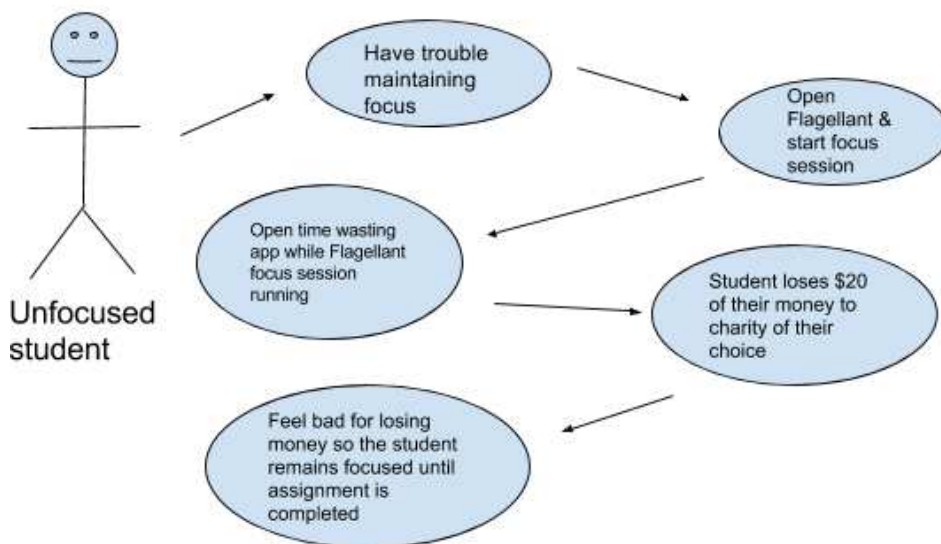 Have trouble
maintaining
focus
Open
Flagellant &
start focus
session
Open time wasting
app while Flagellant
focus session
running
Student loses $20
of their money to
charity of their
choice
Unfocused
student
Feel bad for losing
money so the student
remains focused until
assignment is
completed